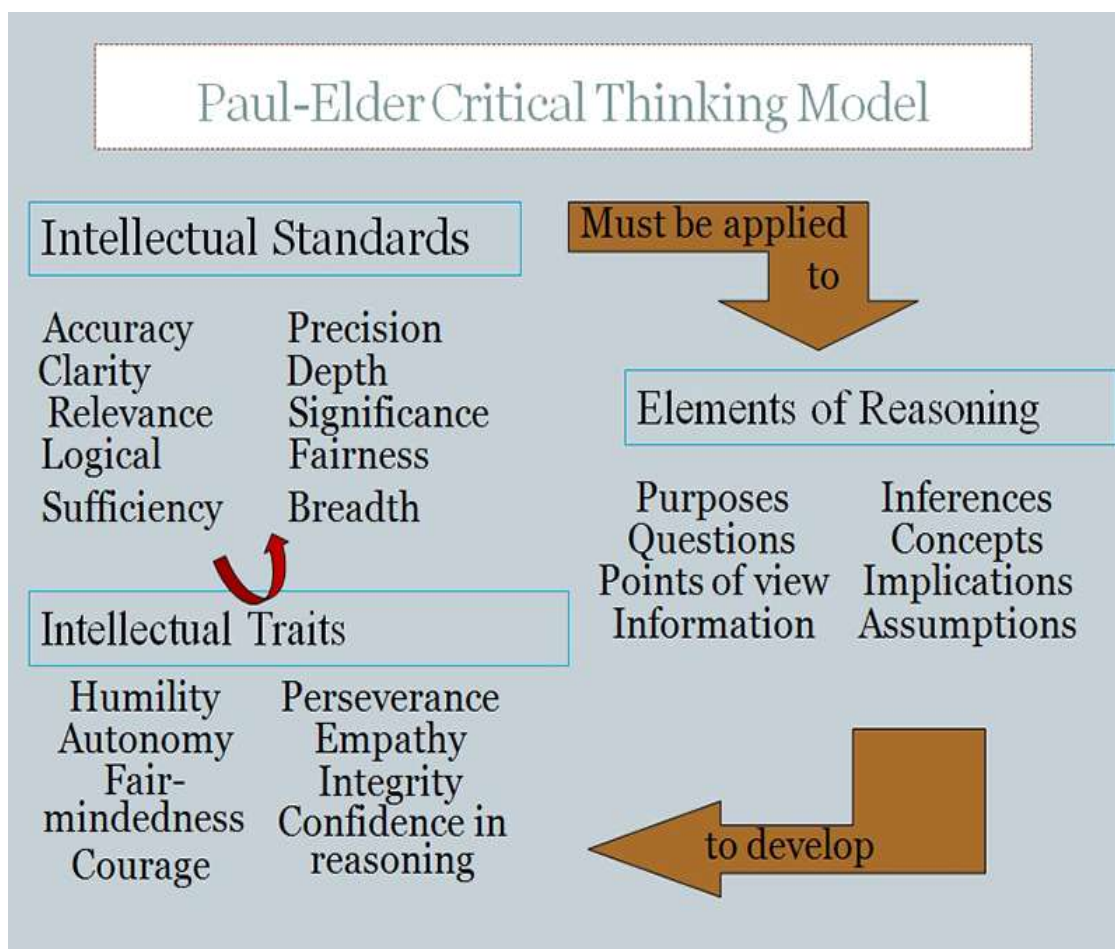 Paul-Elder Critical Thinking Model
Intellectual Standards
Accuracy
Clarity
Relevance
Logical
Sufficiency
Precision
Depth
Significance
Fairness
Breadth
Must be applied
to
Elements of Reasoning
Purposes
Questions
Points of view
Information
Inferences
Concepts
Implications
Assumptions
to develop
Intellectual Traits
Humility
Autonomy
Fair-
mindedness
Courage
Perseverance
Empathy
Integrity
Confidence in
reasoning